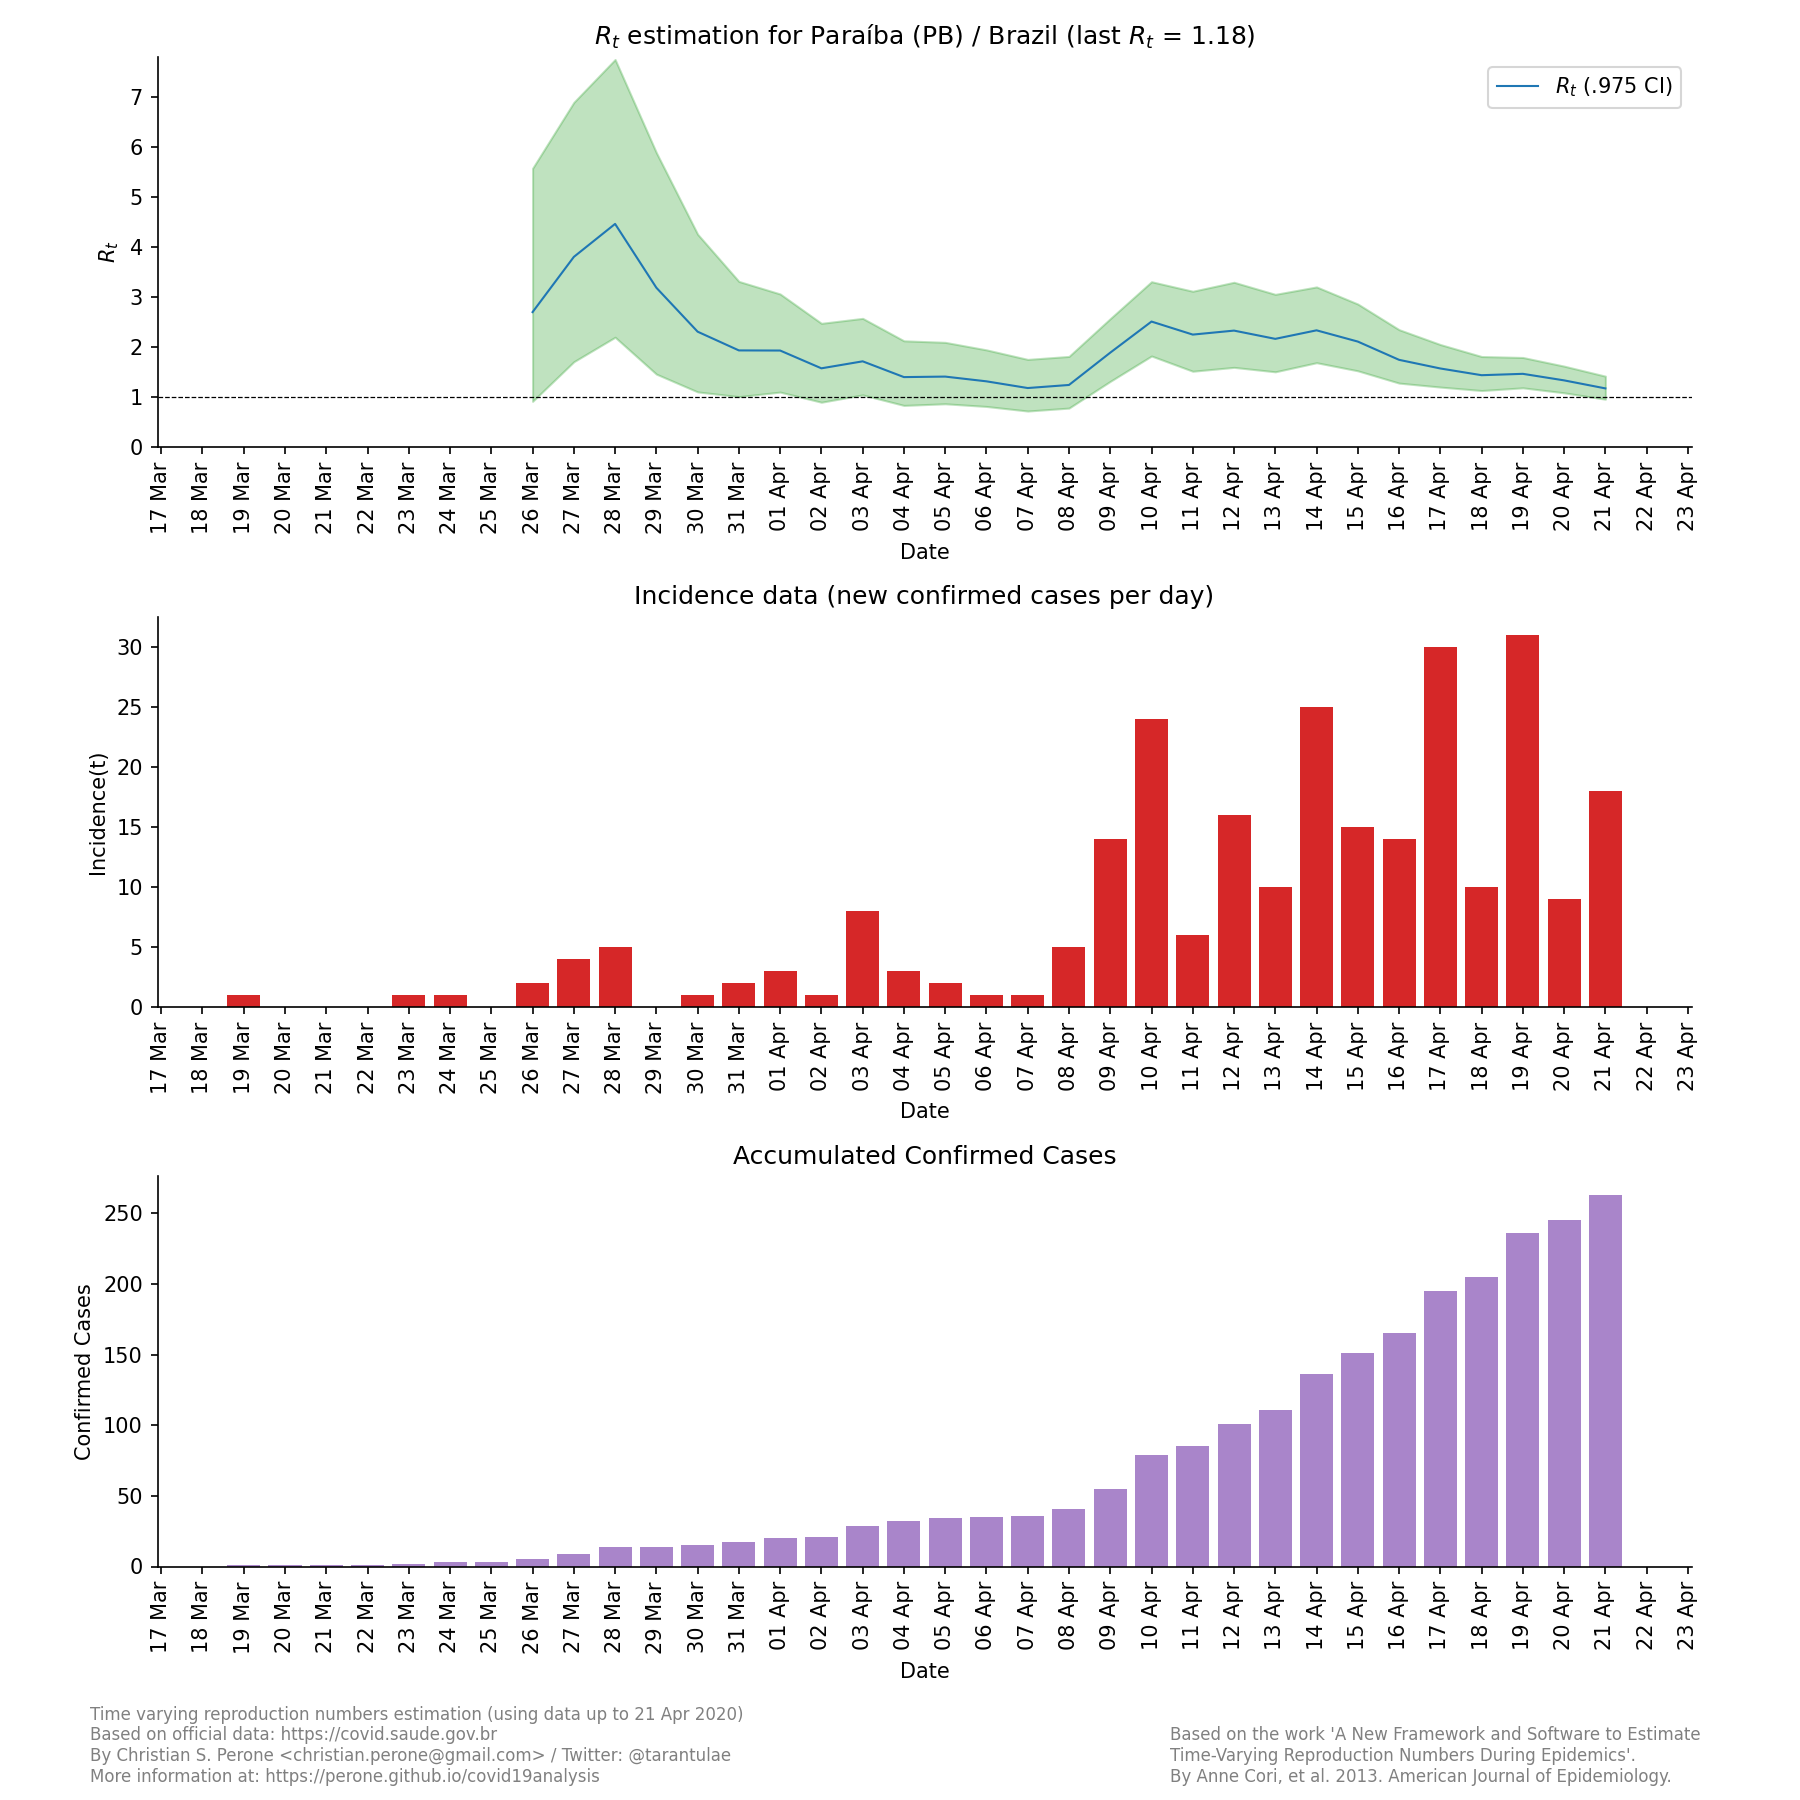 Rt estimation for Paraíba (PB) / Brazil (last Rt = 1.18)
Rt (.975 CI)
Rt
7
6
5
4
3
2
1
0
17 Mar
18 Mar
19 Mar
20 Mar
21 Mar
22 Mar
23 Mar
24 Mar
25 Mar
26 Mar
27 Mar
28 Mar
29 Mar
30 Mar
31 Mar
01 Apr
02 Apr
03 Apr
04 Apr
05 Apr
06 Apr
07 Apr
08 Apr
09 Apr
10 Apr
11 Apr
12 Apr
13 Apr
14 Apr
15 Apr
16 Apr
17 Apr
18 Apr
19 Apr
20 Apr
21 Apr
22 Apr
23 Apr
Date
Incidence data (new confirmed cases per day)
Incidence(t)
30
25
20
15
10
5
0
17 Mar
18 Mar
19 Mar
20 Mar
21 Mar
22 Mar
23 Mar
24 Mar
25 Mar
26 Mar
27 Mar
28 Mar
29 Mar
30 Mar
31 Mar
01 Apr
02 Apr
03 Apr
04 Apr
05 Apr
06 Apr
07 Apr
08 Apr
09 Apr
10 Apr
11 Apr
12 Apr
13 Apr
14 Apr
15 Apr
16 Apr
17 Apr
18 Apr
19 Apr
20 Apr
21 Apr
22 Apr
23 Apr
Date
Accumulated Confirmed Cases
Confirmed Cases
250
200
150
100
50
0
17 Mar
18 Mar
19 Mar
20 Mar
21 Mar
22 Mar
23 Mar
24 Mar
25 Mar
26 Mar
27 Mar
28 Mar
29 Mar
30 Mar
31 Mar
01 Apr
02 Apr
03 Apr
04 Apr
05 Apr
06 Apr
07 Apr
08 Apr
09 Apr
10 Apr
11 Apr
12 Apr
13 Apr
14 Apr
15 Apr
16 Apr
17 Apr
18 Apr
19 Apr
20 Apr
21 Apr
22 Apr
23 Apr
Date
Time varying reproduction numbers estimation (using data up to 21 Apr 2020)
Based on official data: https://covid.saude.gov.br
By Christian S. Perone <christian.perone@gmail.com> / Twitter: @tarantulae
More information at: https://perone.github.io/covid19analysis
Based on the work 'A New Framework and Software to Estimate
Time-Varying Reproduction Numbers During Epidemics'.
By Anne Cori, et al. 2013. American Journal of Epidemiology.